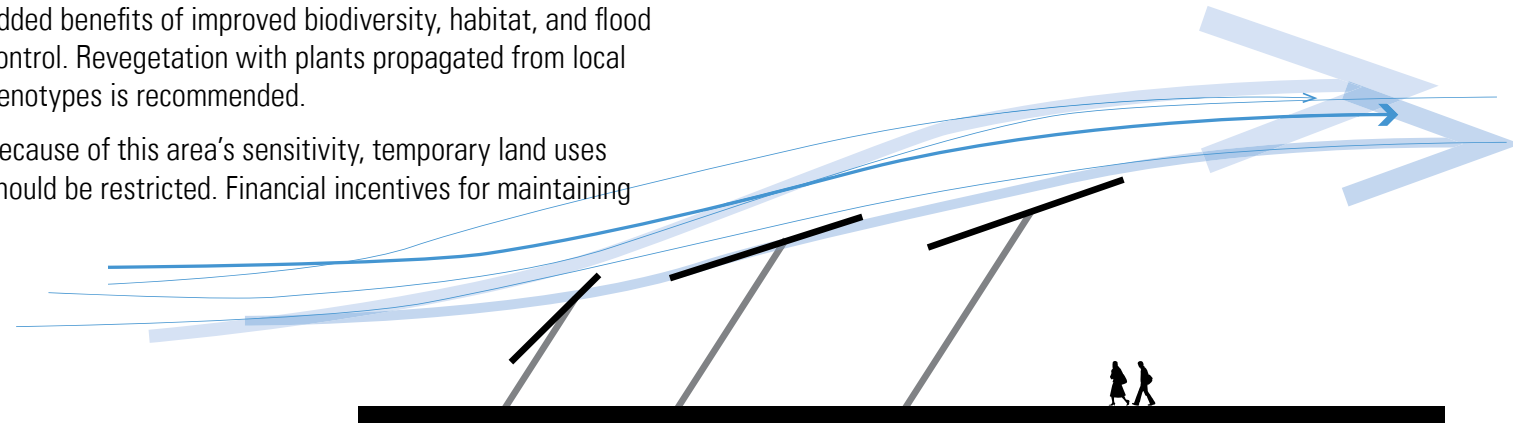 dded benefits of improved biodiversity, habitat, and flood
ontrol. Revegetation with plants propagated from local
enotypes is recommended.
ecause of this area’s sensitivity, temporary land uses
hould be restricted. Financial incentives for maintaining